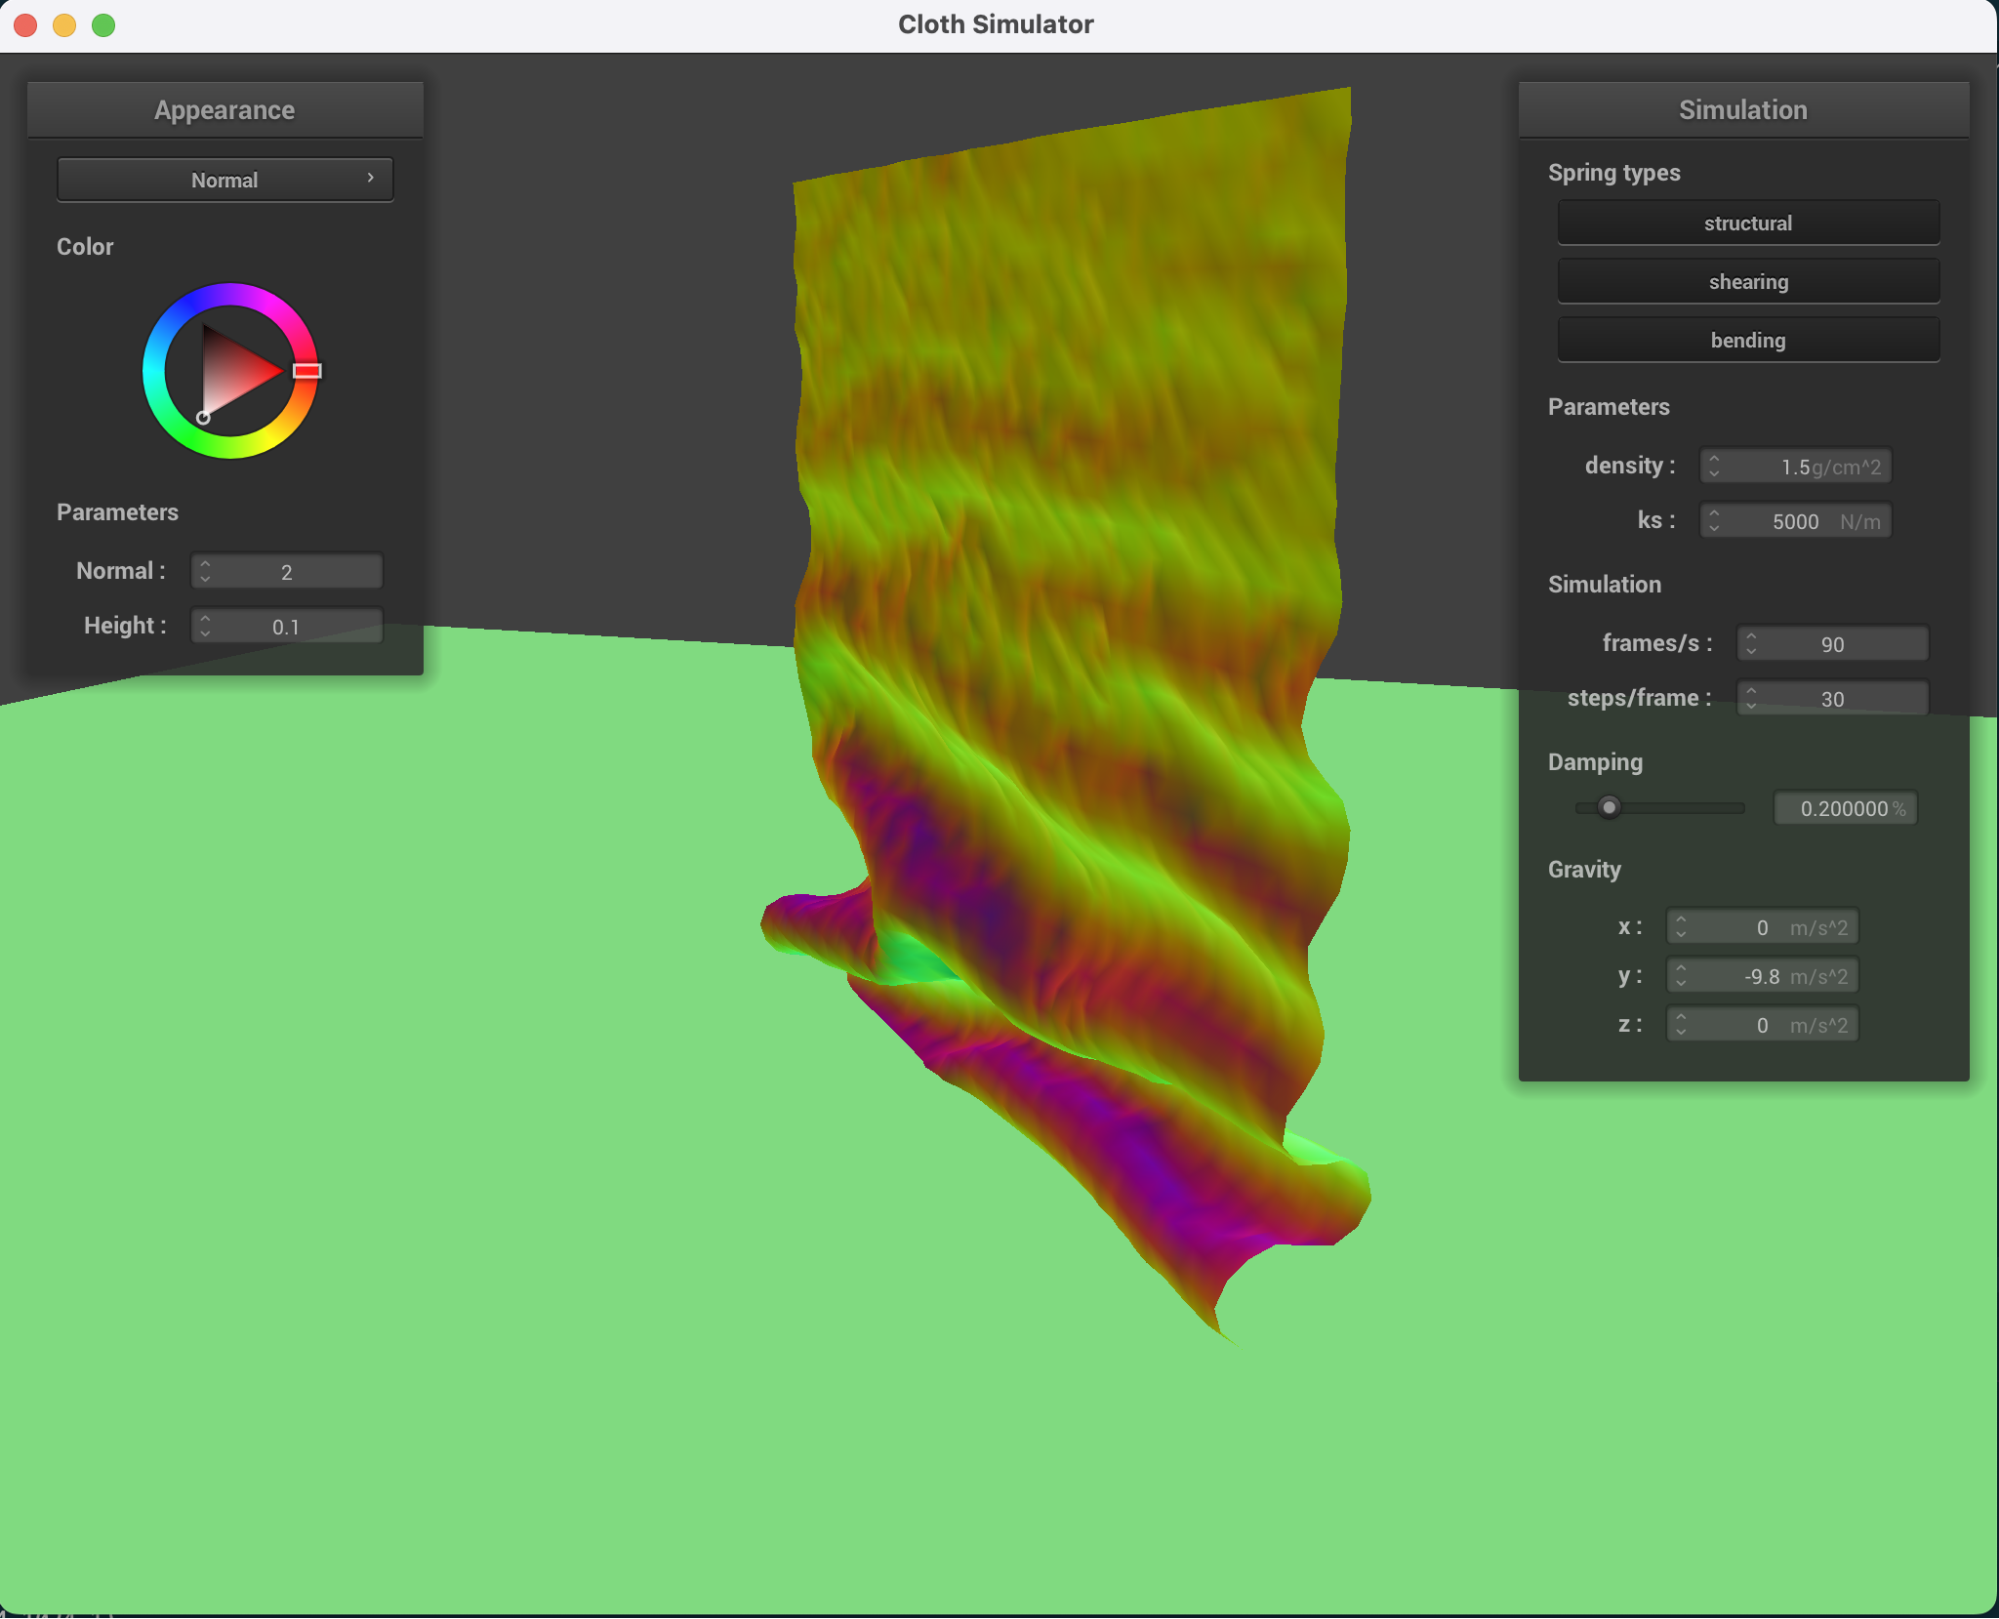 Cloth Simulator
Appearance
Normal
Color
Parameters
Normal : 2
Height : 0.1
Simulation
Spring types
structural
shearing
bending
Parameters
density : 1.5 g/cm^2
ks : 5000 N/m
Simulation
frames/s : 90
steps/frame : 30
Damping
0.200000 %
Gravity
x : 0 m/s^2
y : -9.8 m/s^2
z : 0 m/s^2